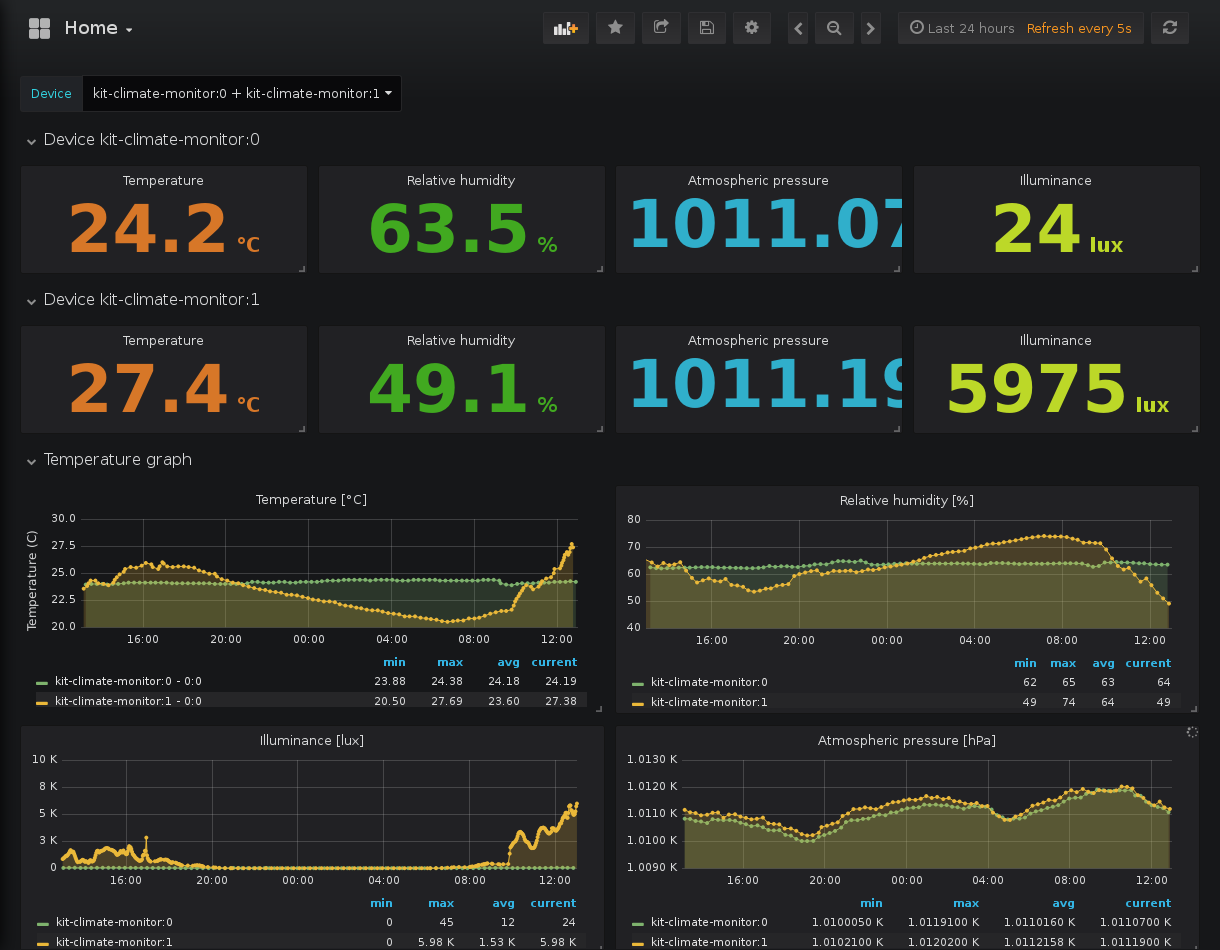 Home
Last 24 hours Refresh every 5s
Device kit-climate-monitor:0 + kit-climate-monitor:1
Device kit-climate-monitor:0
Temperature Relative humidity Atmospheric pressure Illuminance
24.2 °C 63.5 % 1011.07 24 lux
Device kit-climate-monitor:1
Temperature Relative humidity Atmospheric pressure Illuminance
27.4 °C 49.1 % 1011.19 5975 lux
Temperature graph
Temperature [°C]
Temperature (C)
30.0
27.5
25.0
22.5
20.0
16:00 20:00 00:00 04:00 08:00 12:00
min max avg current
kit-climate-monitor:0 - 0:0 23.88 24.38 24.18 24.19
kit-climate-monitor:1 - 0:0 20.50 27.69 23.60 27.38
Relative humidity [%]
80
70
60
50
40
16:00 20:00 00:00 04:00 08:00 12:00
min max avg current
kit-climate-monitor:0 62 65 63 64
kit-climate-monitor:1 49 74 64 49
Illuminance [lux]
10 K
8 K
5 K
3 K
0
16:00 20:00 00:00 04:00 08:00 12:00
min max avg current
kit-climate-monitor:0 0 45 12 24
kit-climate-monitor:1 0 5.98 K 1.53 K 5.98 K
Atmospheric pressure [hPa]
1.0130 K
1.0120 K
1.0110 K
1.0100 K
1.0090 K
16:00 20:00 00:00 04:00 08:00 12:00
min max avg current
kit-climate-monitor:0 1.0100050 K 1.0119100 K 1.0110160 K 1.0110700 K
kit-climate-monitor:1 1.0102100 K 1.0120200 K 1.0112158 K 1.0111900 K